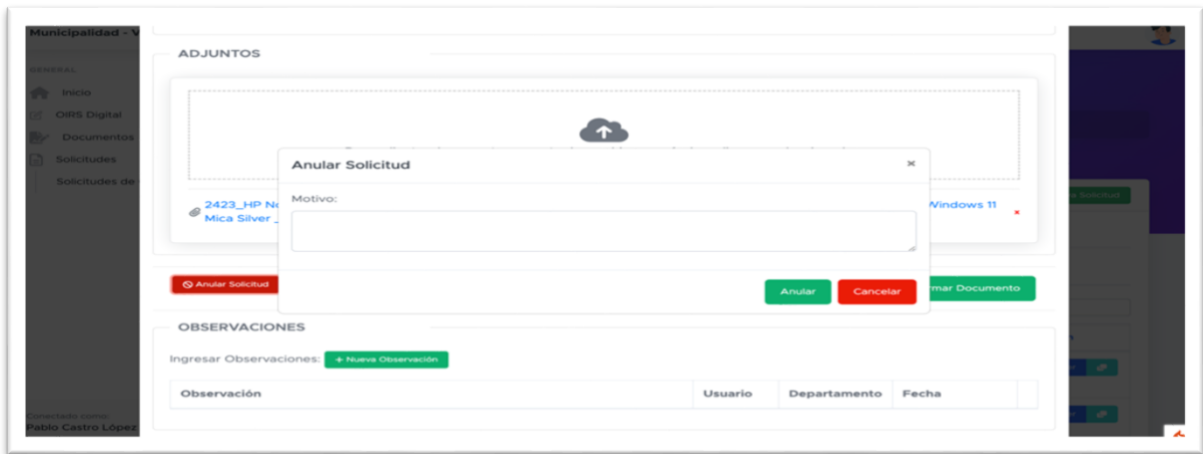 Municipalidad - V
GENERAL
Inicio
OIRS Digital
Documentos
Solicitudes
Solicitudes de
Conectado como:
Pablo Castro López
ADJUNTOS
2423_HP No
Mica Silver _
Windows 11
Anular Solicitud
Motivo:
Anular Cancelar
Anular Solicitud
mar Documento
OBSERVACIONES
Ingresar Observaciones: + Nueva Observación
Observación Usuario Departamento Fecha
Solicitud